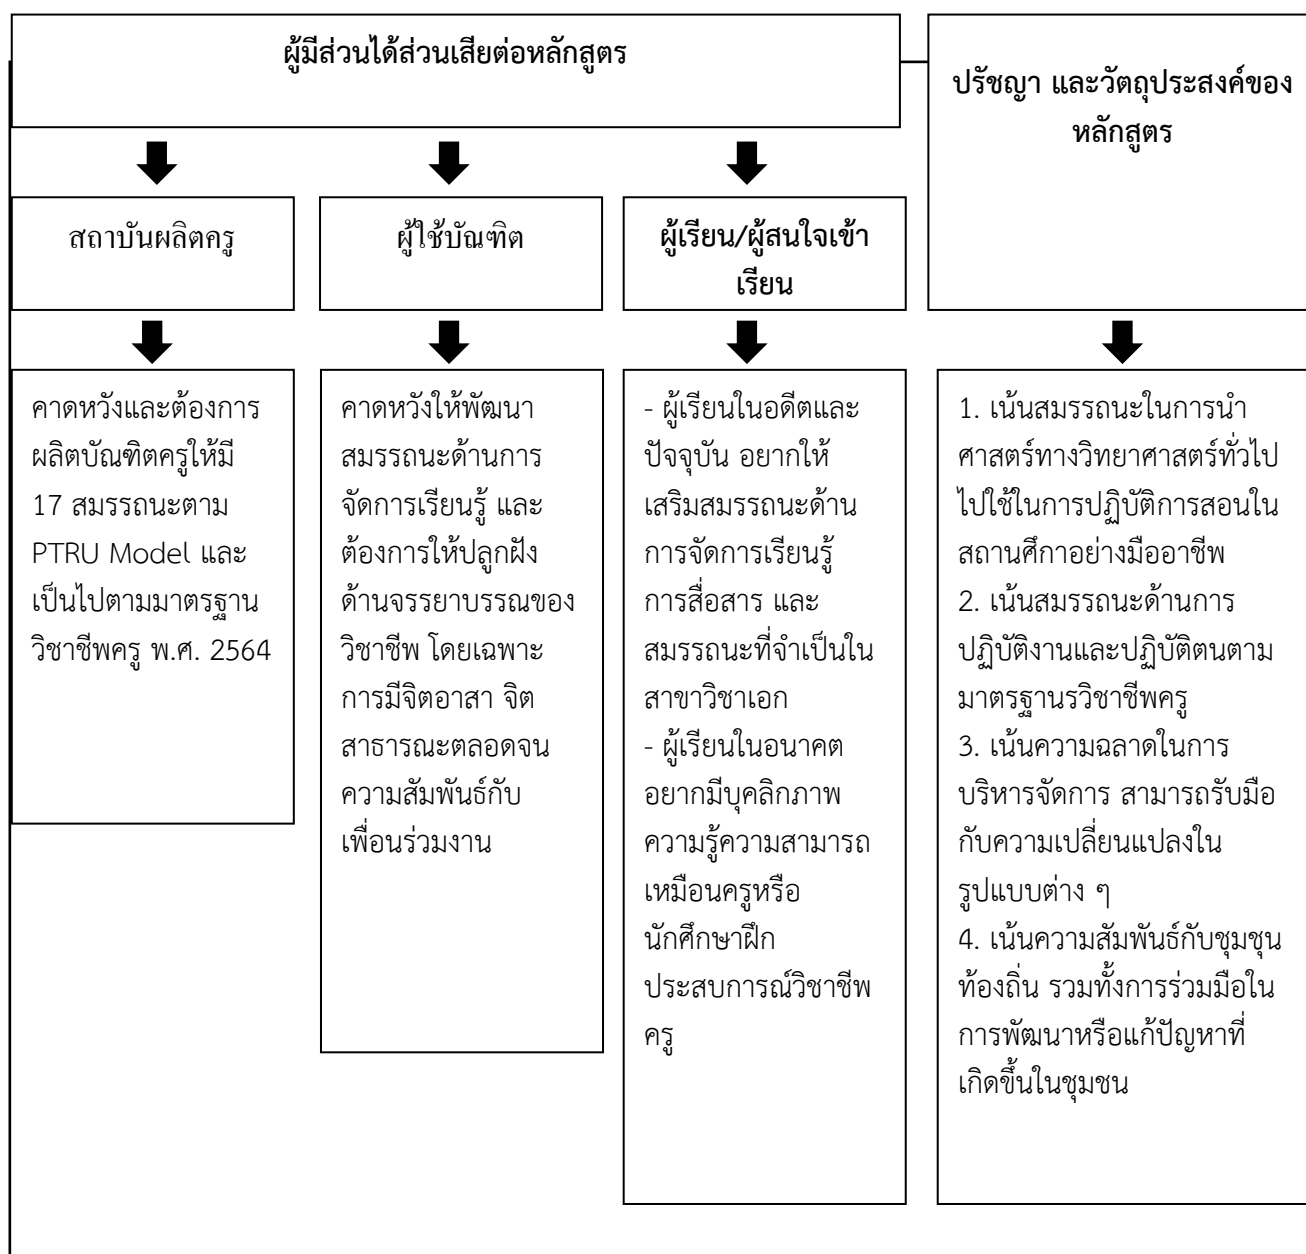 ผู้มีส่วนได้ส่วนเสียต่อหลักสูตร
ปรัชญา และวัตถุประสงค์ของ
หลักสูตร
สถาบันผลิตครู
ผู้ใช้บัณฑิต
ผู้เรียน/ผู้สนใจเข้า
เรียน
คาดหวังและต้องการ
ผลิตบัณฑิตครูให้มี
17 สมรรถนะตาม
PTRU Model และ
เป็นไปตามมาตรฐาน
วิชาชีพครู พ.ศ. 2564
คาดหวังให้พัฒนา
สมรรถนะด้านการ
จัดการเรียนรู้ และ
ต้องการให้ปลูกฝัง
ด้านจรรยาบรรณของ
วิชาชีพ โดยเฉพาะ
การมีจิตอาสา จิต
สาธารณะตลอดจน
ความสัมพันธ์กับ
เพื่อนร่วมงาน
- ผู้เรียนในอดีตและ
ปัจจุบัน อยากให้
เสริมสมรรถนะด้าน
การจัดการเรียนรู้
การสื่อสาร และ
สมรรถนะที่จำเป็นใน
สาขาวิชาเอก
- ผู้เรียนในอนาคต
อยากมีบุคลิกภาพ
ความรู้ความสามารถ
เหมือนครูหรือ
นักศึกษาฝึก
ประสบการณ์วิชาชีพ
ครู
1. เน้นสมรรถนะในการนำ
ศาสตร์ทางวิทยาศาสตร์ทั่วไป
ไปใช้ในการปฏิบัติการสอนใน
สถานศึกาอย่างมืออาชีพ
2. เน้นสมรรถนะด้านการ
ปฏิบัติงานและปฏิบัติตนตาม
มาตรฐานรวิชาชีพครู
3. เน้นความฉลาดในการ
บริหารจัดการ สามารถรับมือ
กับความเปลี่ยนแปลงใน
รูปแบบต่าง ๆ
4. เน้นความสัมพันธ์กับชุมชุน
ท้องถิ่น รวมทั้งการร่วมมือใน
การพัฒนาหรือแก้ปัญหาที่
เกิดขึ้นในชุมชน